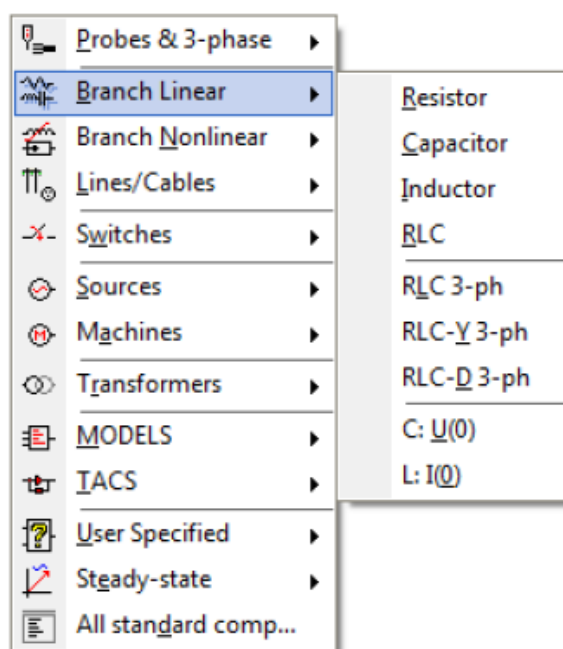 Probes & 3-phase
Branch Linear
Branch Nonlinear
Lines/Cables
Switches
Sources
Machines
Transformers
MODELS
TACS
User Specified
Steady-state
All standard comp...
Resistor
Capacitor
Inductor
RLC
RLC 3-ph
RLC-Y 3-ph
RLC-D 3-ph
C: U(0)
L: I(0)